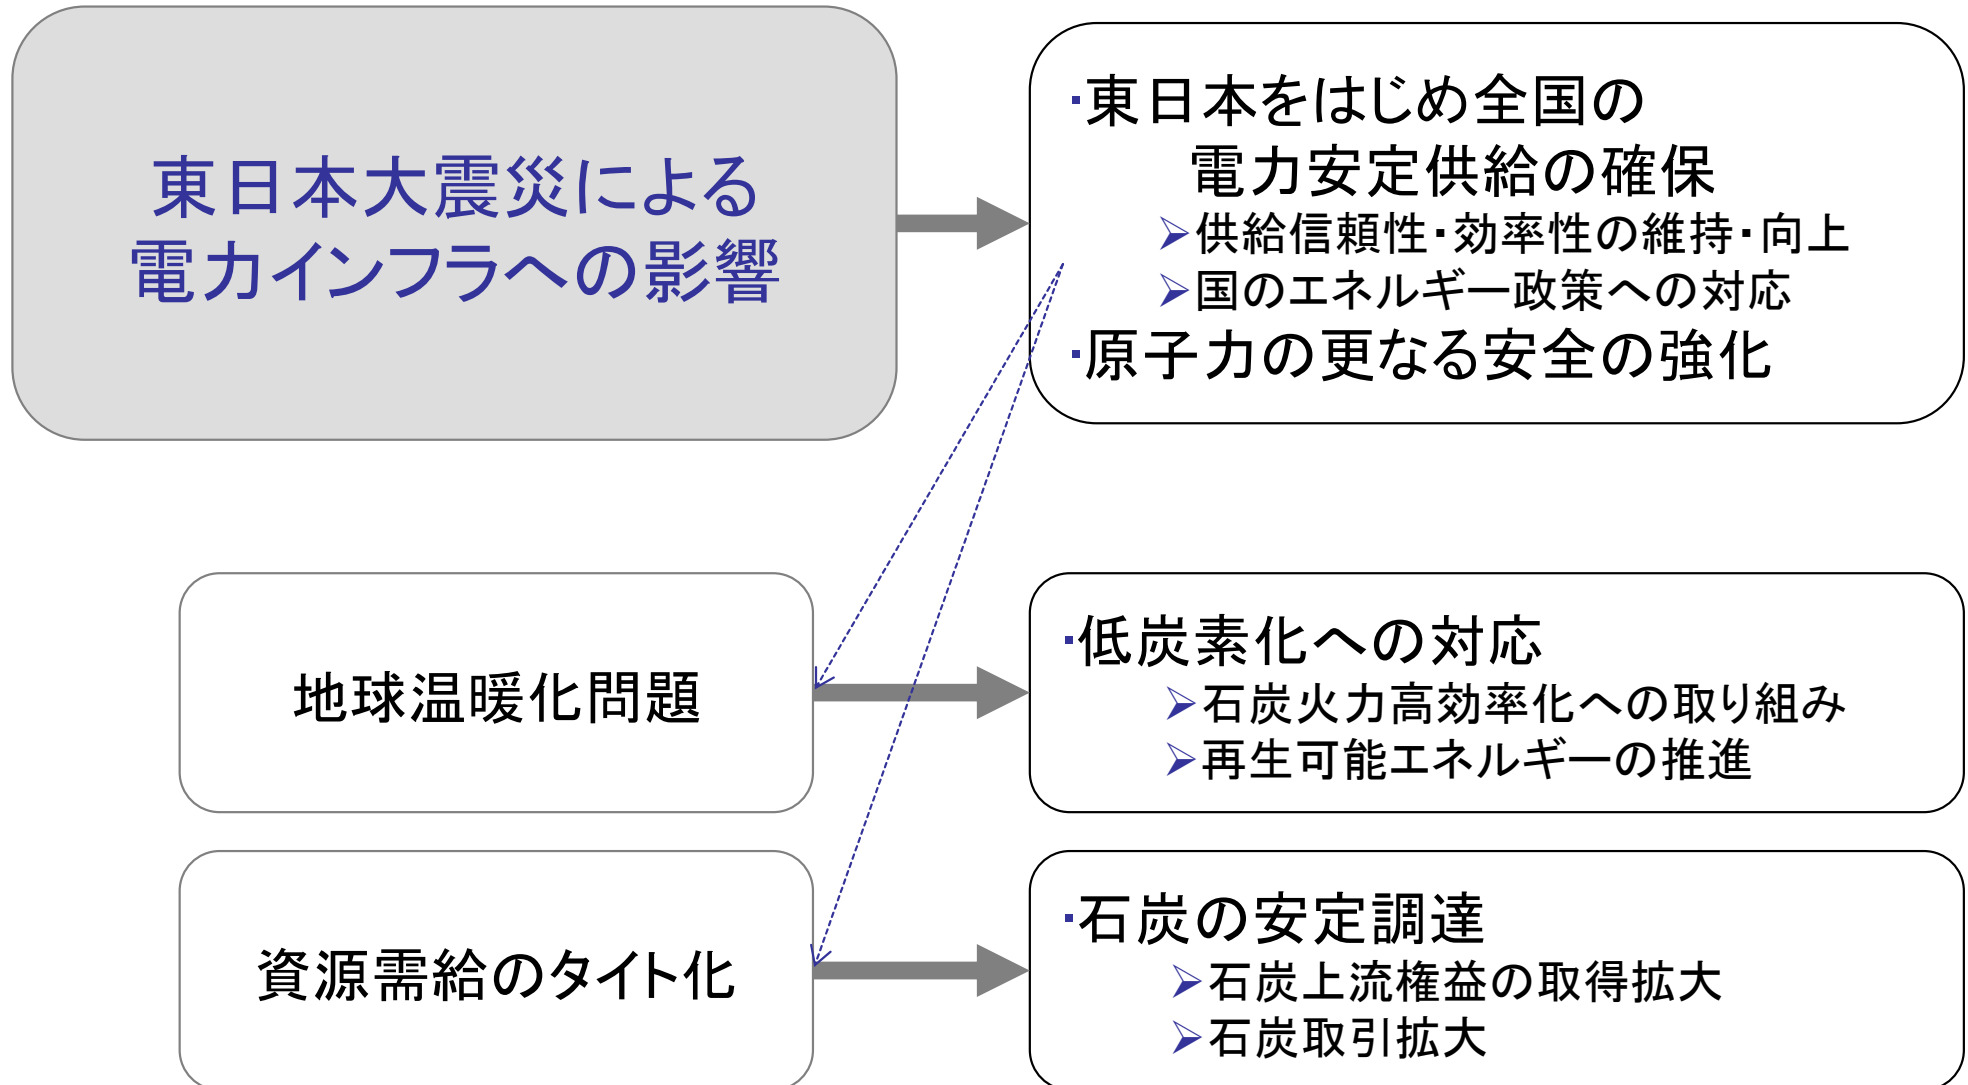 東日本大震災による
電力インフラへの影響
･東日本をはじめ全国の
電力安定供給の確保
➢供給信頼性・効率性の維持・向上
➢国のエネルギー政策への対応
･原子力の更なる安全の強化
地球温暖化問題
･低炭素化への対応
➢石炭火力高効率化への取り組み
➢再生可能エネルギーの推進
資源需給のタイト化
･石炭の安定調達
➢石炭上流権益の取得拡大
➢石炭取引拡大